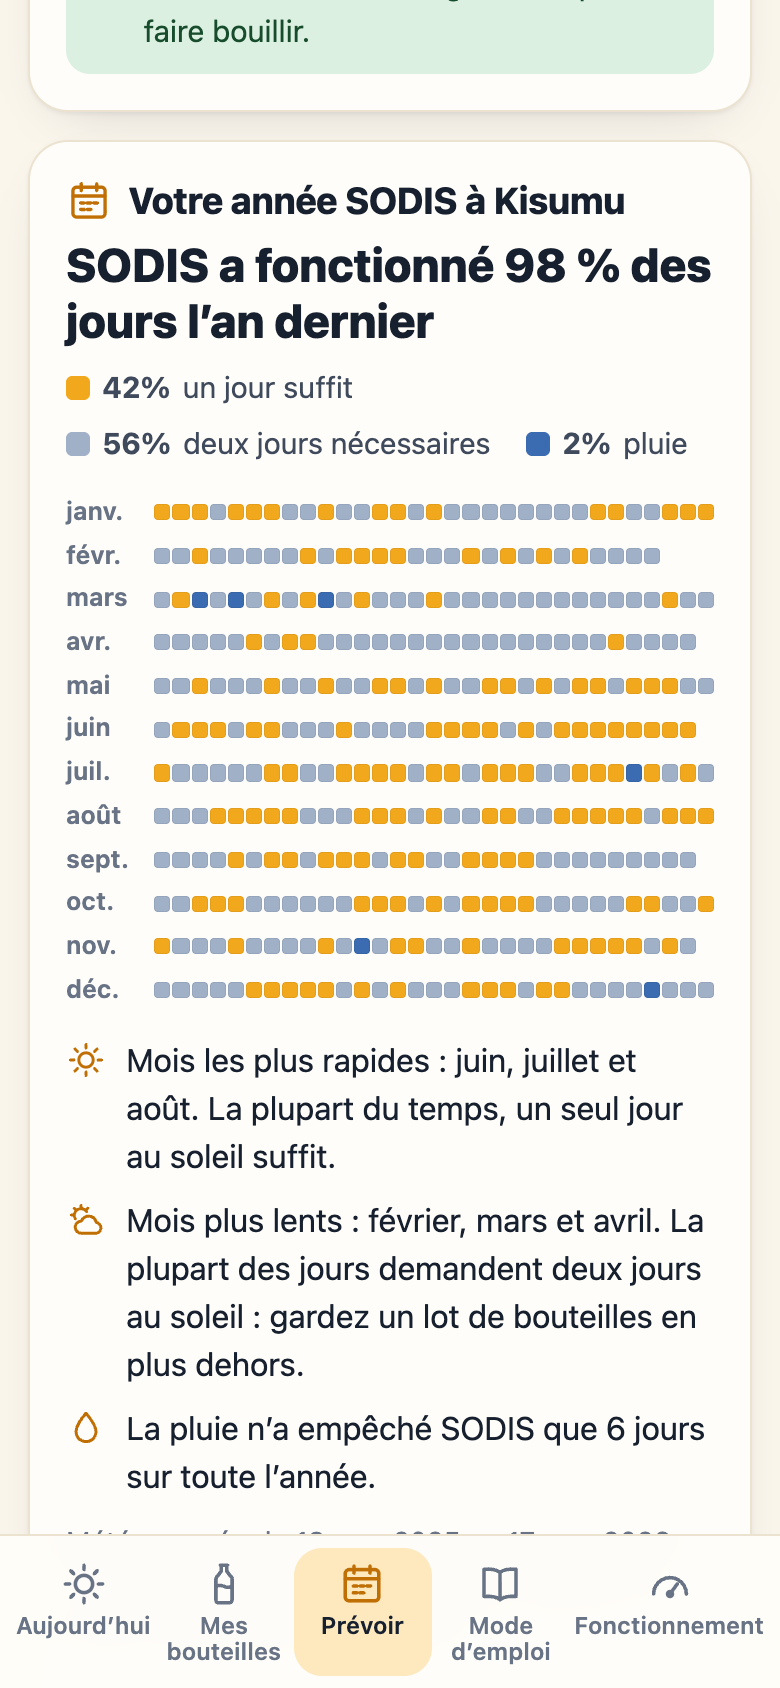 faire bouillir.
Votre année SODIS à Kisumu
SODIS a fonctionné 98 % des
jours l’an dernier
42% un jour suffit
56% deux jours nécessaires 2% pluie
janv.
févr.
mars
avr.
mai
juin
juil.
août
sept.
oct.
nov.
déc.
Mois les plus rapides : juin, juillet et
août. La plupart du temps, un seul jour
au soleil suffit.
Mois plus lents : février, mars et avril. La
plupart des jours demandent deux jours
au soleil : gardez un lot de bouteilles en
plus dehors.
La pluie n’a empêché SODIS que 6 jours
sur toute l’année.
Aujourd’hui
Mes
bouteilles
Prévoir
Mode
d’emploi
Fonctionnement